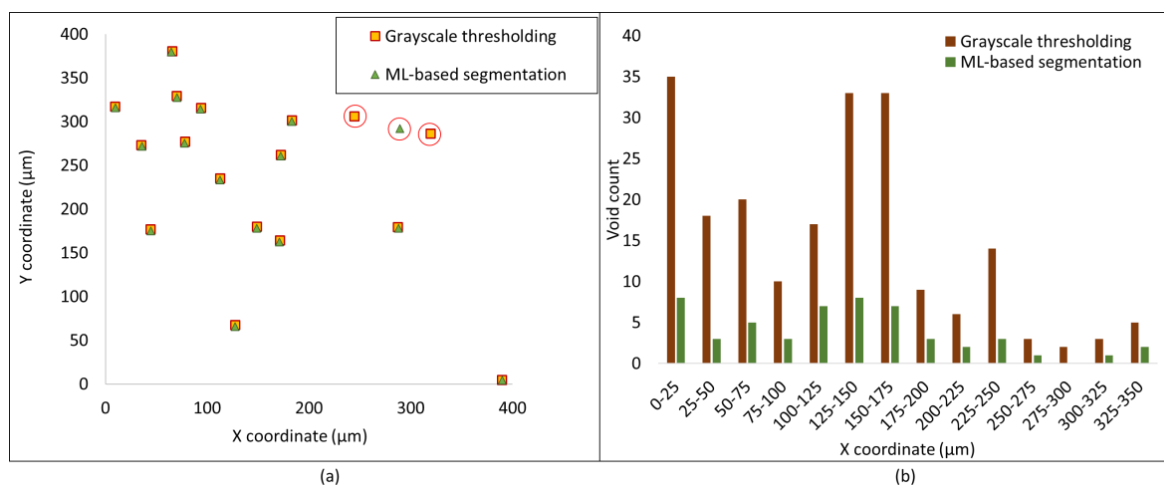 Grayscale thresholding
ML-based segmentation
400
350
300
250
200
150
100
50
0
Y coordinate (µm)
0 100 200 300 400
X coordinate (µm)
(a)
Grayscale thresholding
ML-based segmentation
40
35
30
25
20
15
10
5
0
Void count
0-25 25-50 50-75 75-100 100-125 125-150 150-175 175-200 200-225 225-250 250-275 275-300 300-325 325-350
X coordinate (µm)
(b)